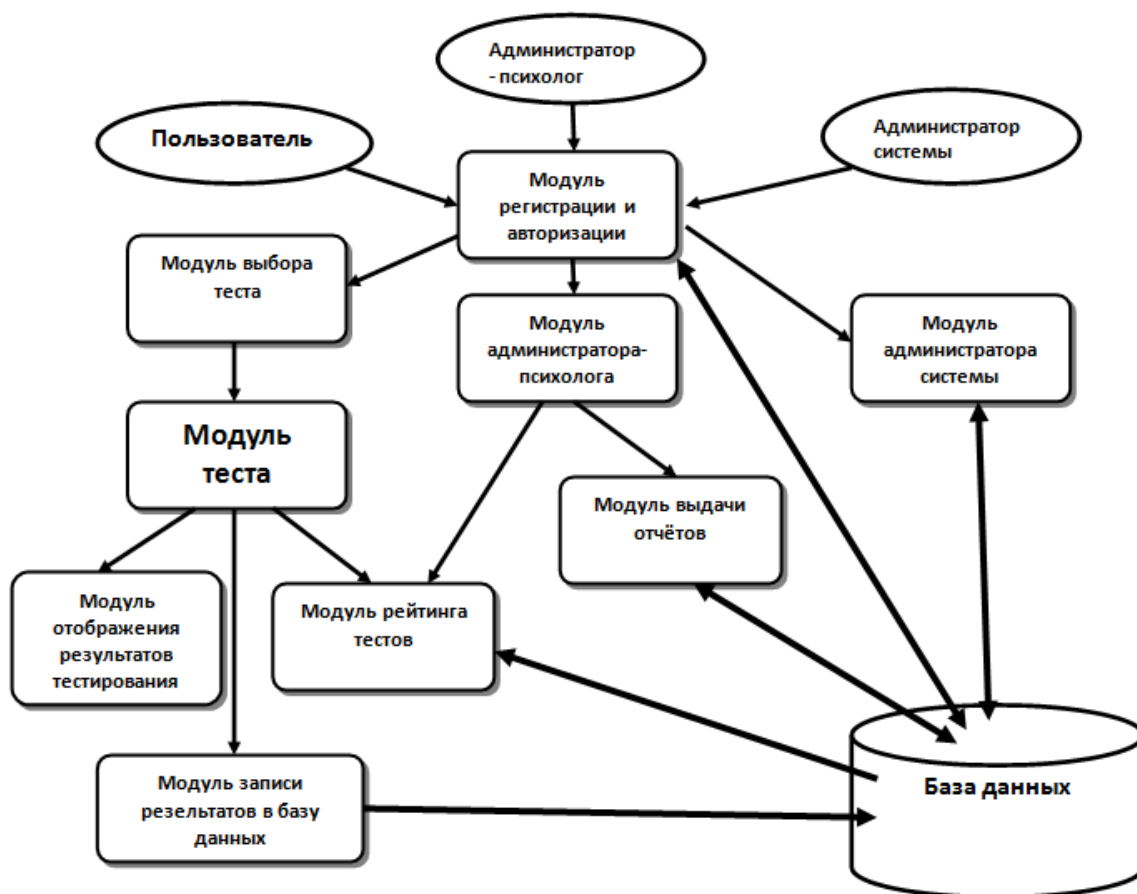 Администратор
- психолог
Пользователь
Администратор
системы
Модуль
регистрации и
авторизации
Модуль выбора
теста
Модуль
администратора-
психолога
Модуль
администратора
системы
Модуль
теста
Модуль выдачи
отчётов
Модуль
отображения
результатов
тестирования
Модуль рейтинга
тестов
Модуль записи
резельтатов в базу
данных
База данных